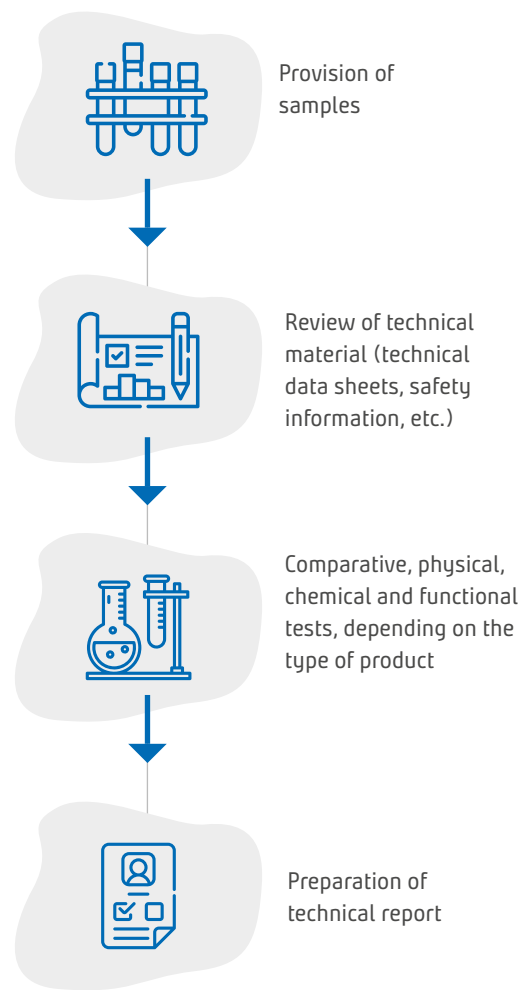 Provision of
samples
Review of technical
material (technical
data sheets, safety
information, etc.)
Comparative, physical,
chemical and functional
tests, depending on the
type of product
Preparation of
technical report